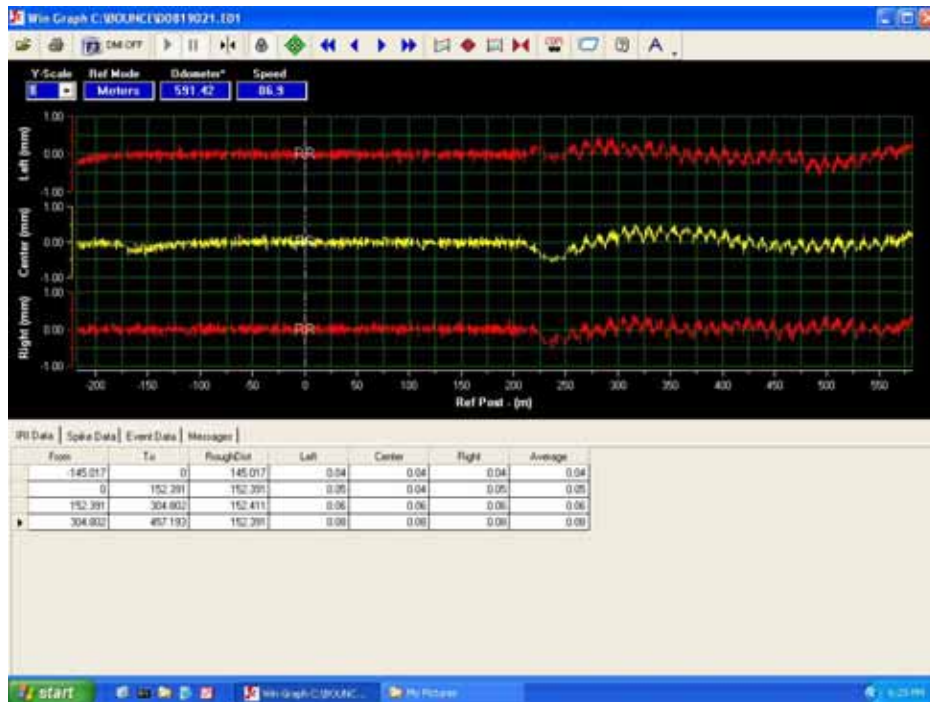 Win Graph C:\BOUNCE\D0819021.E01
DMI OFF
A
Y-Scale Ref Mode Odometer* Speed
Meters 591.42 86.9
1.00
Left (mm)
0.00
-1.00
1.00
Center (mm)
0.00
-1.00
1.00
Right (mm)
0.00
-1.00
-200 -150 -100 -50 0 50 100 150 200 250 300 350 400 450 500 550
Ref Post - (m)
IRI Data Spike Data Event Data Messages
From To RoughDist Left Center Right Average
-145.017 0 145.017 0.04 0.04 0.04 0.04
0 152.391 152.391 0.05 0.04 0.05 0.05
152.391 304.802 152.411 0.06 0.06 0.06 0.06
304.802 457.193 152.391 0.08 0.08 0.08 0.08
start Win Graph C:\BOUNC... My Pictures 6:25 PM